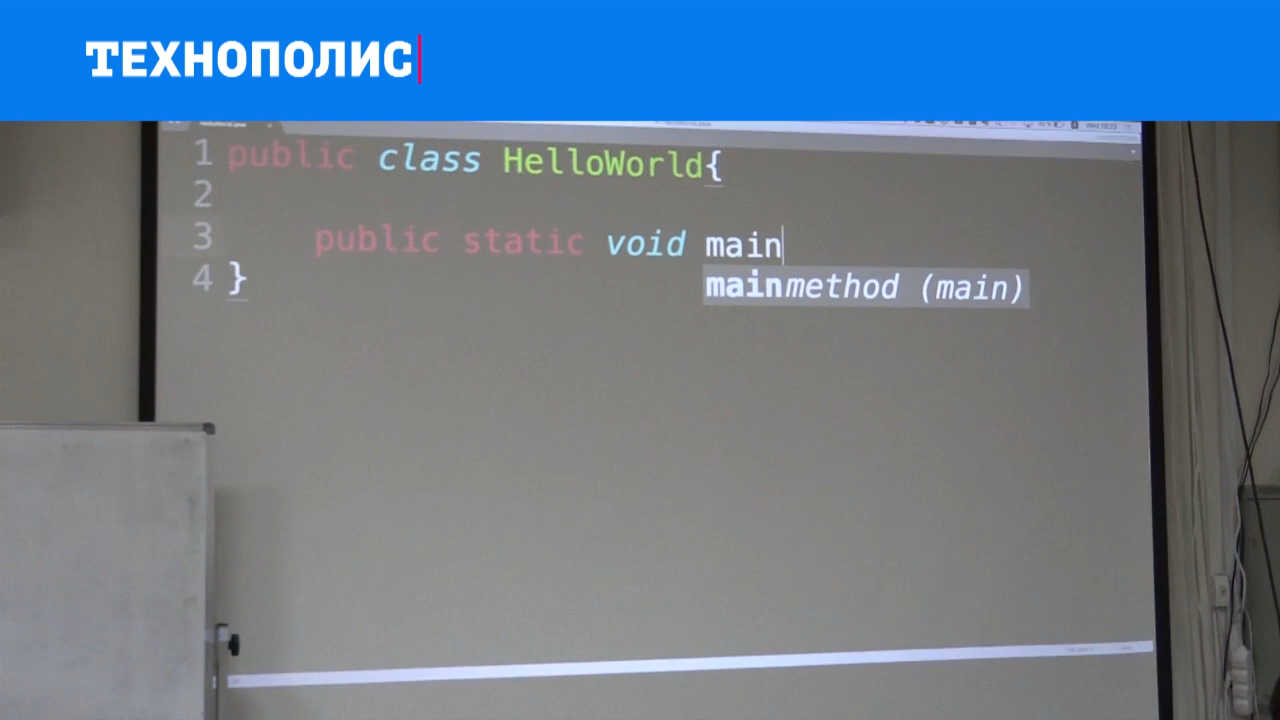 ТЕХНОПОЛИС
1 public class HelloWorld{
2
3 public static void main
4 }
mainmethod (main)